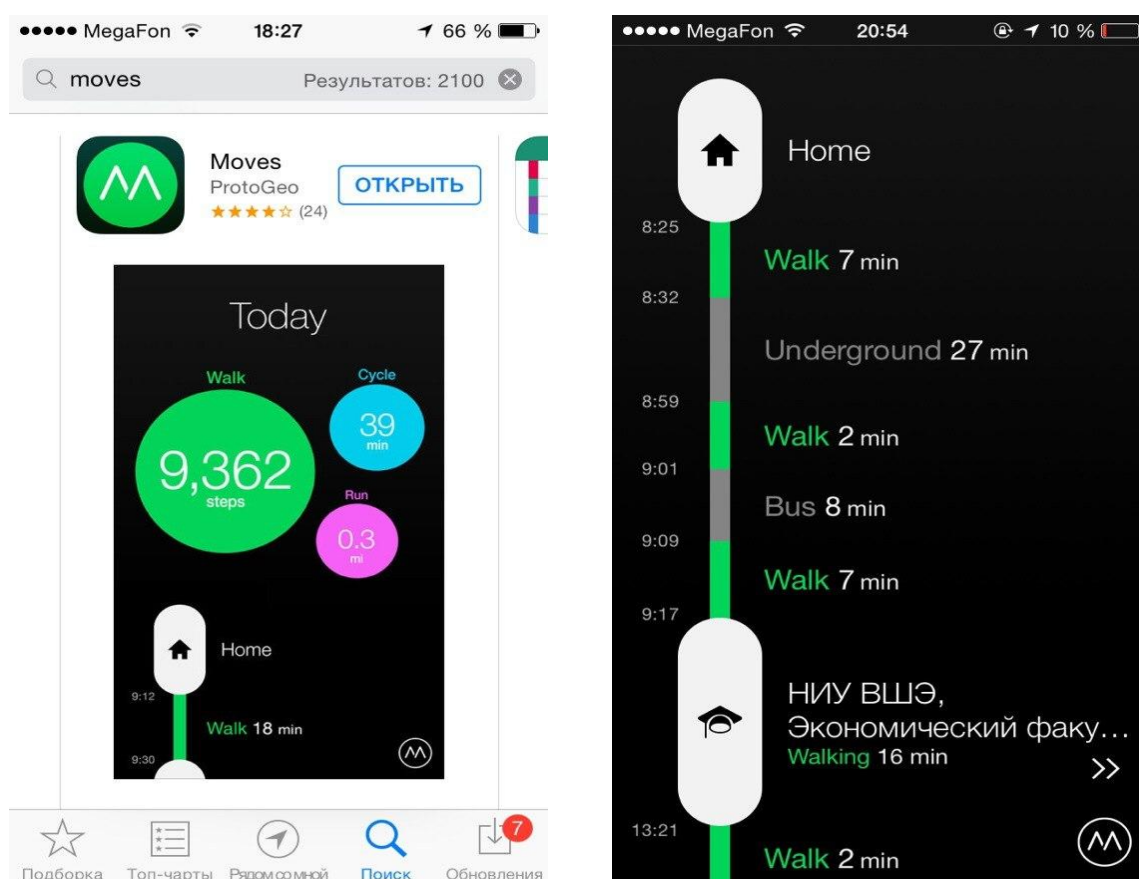 MegaFon 18:27 66 %
moves Результатов: 2100
Moves
ProtoGeo
ОТКРЫТЬ
(24)
Today
Walk
9,362
steps
Cycle
39
min
Run
0.3
mi
Home
9:12
Walk 18 min
9:30
Подборка Топ-чарты Рядом со мной Поиск Обновления
7
MegaFon 20:54 10 %
Home
8:25
Walk 7 min
8:32
Underground 27 min
8:59
Walk 2 min
9:01
Bus 8 min
9:09
Walk 7 min
9:17
НИУ ВШЭ,
Экономический факу...
Walking 16 min
13:21
Walk 2 min